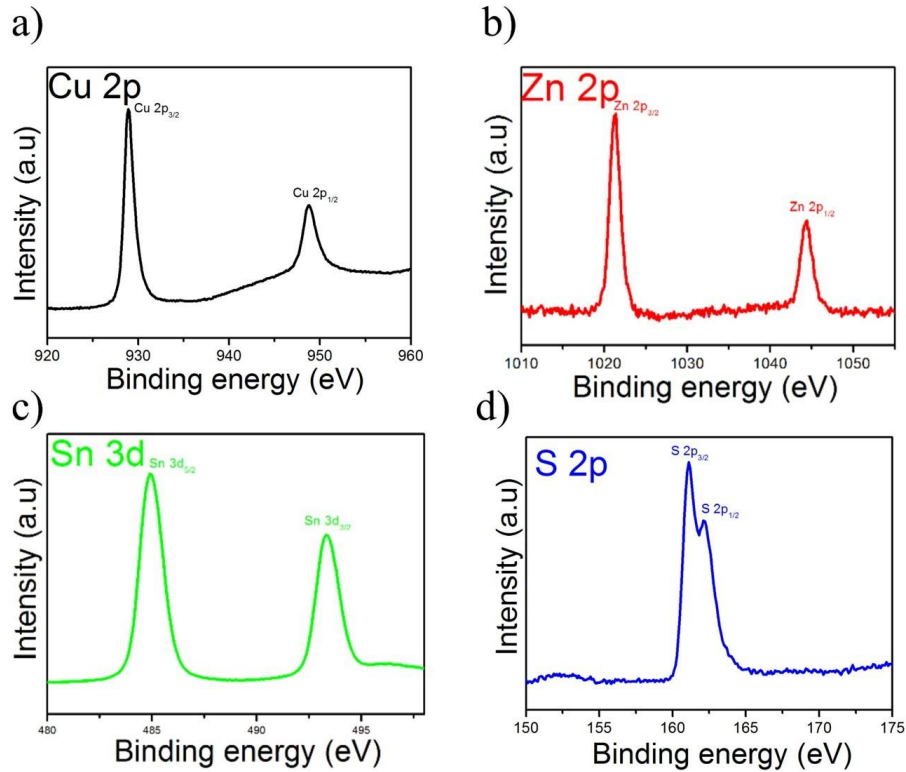 a)
Cu 2p
Cu 2p3/2
Cu 2p1/2
Intensity (a.u)
920 930 940 950 960
Binding energy (eV)
b)
Zn 2p
Zn 2p3/2
Zn 2p1/2
Intensity (a.u)
1010 1020 1030 1040 1050
Binding energy (eV)
c)
Sn 3d
Sn 3d5/2
Sn 3d3/2
Intensity (a.u)
480 485 490 495
Binding energy (eV)
d)
S 2p
S 2p3/2
S 2p1/2
Intensity (a.u)
150 155 160 165 170 175
Binding energy (eV)